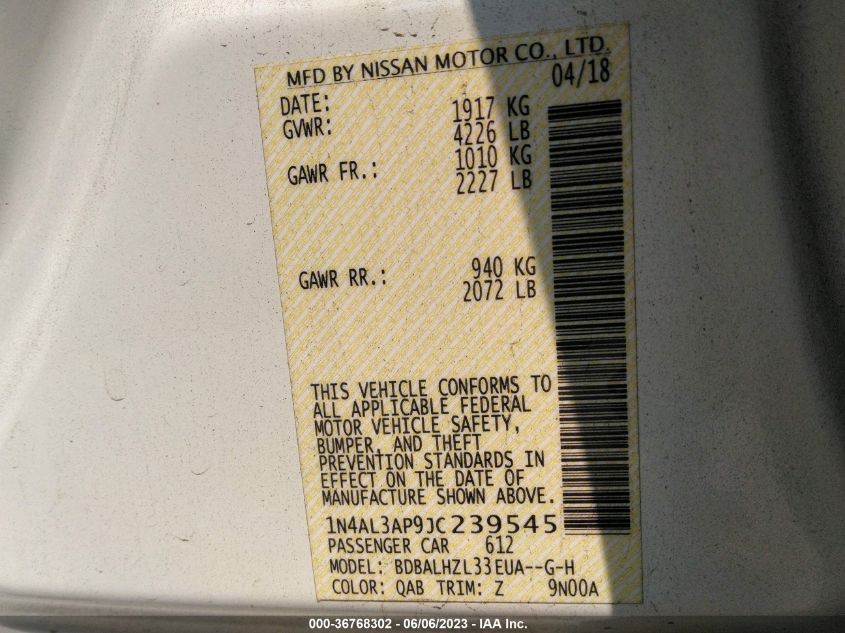 MFD BY NISSAN MOTOR CO., LTD.
DATE: 04/18
GVWR: 1917 KG
4226 LB
GAWR FR.: 1010 KG
2227 LB
GAWR RR.: 940 KG
2072 LB
THIS VEHICLE CONFORMS TO
ALL APPLICABLE FEDERAL
MOTOR VEHICLE SAFETY,
BUMPER, AND THEFT
PREVENTION STANDARDS IN
EFFECT ON THE DATE OF
MANUFACTURE SHOWN ABOVE.
1N4AL3AP9JC239545
PASSENGER CAR 612
MODEL: BDBALHZL33EUA--G-H
COLOR: QAB TRIM: Z 9N00A
000-36768302 - 06/06/2023 - IAA Inc.